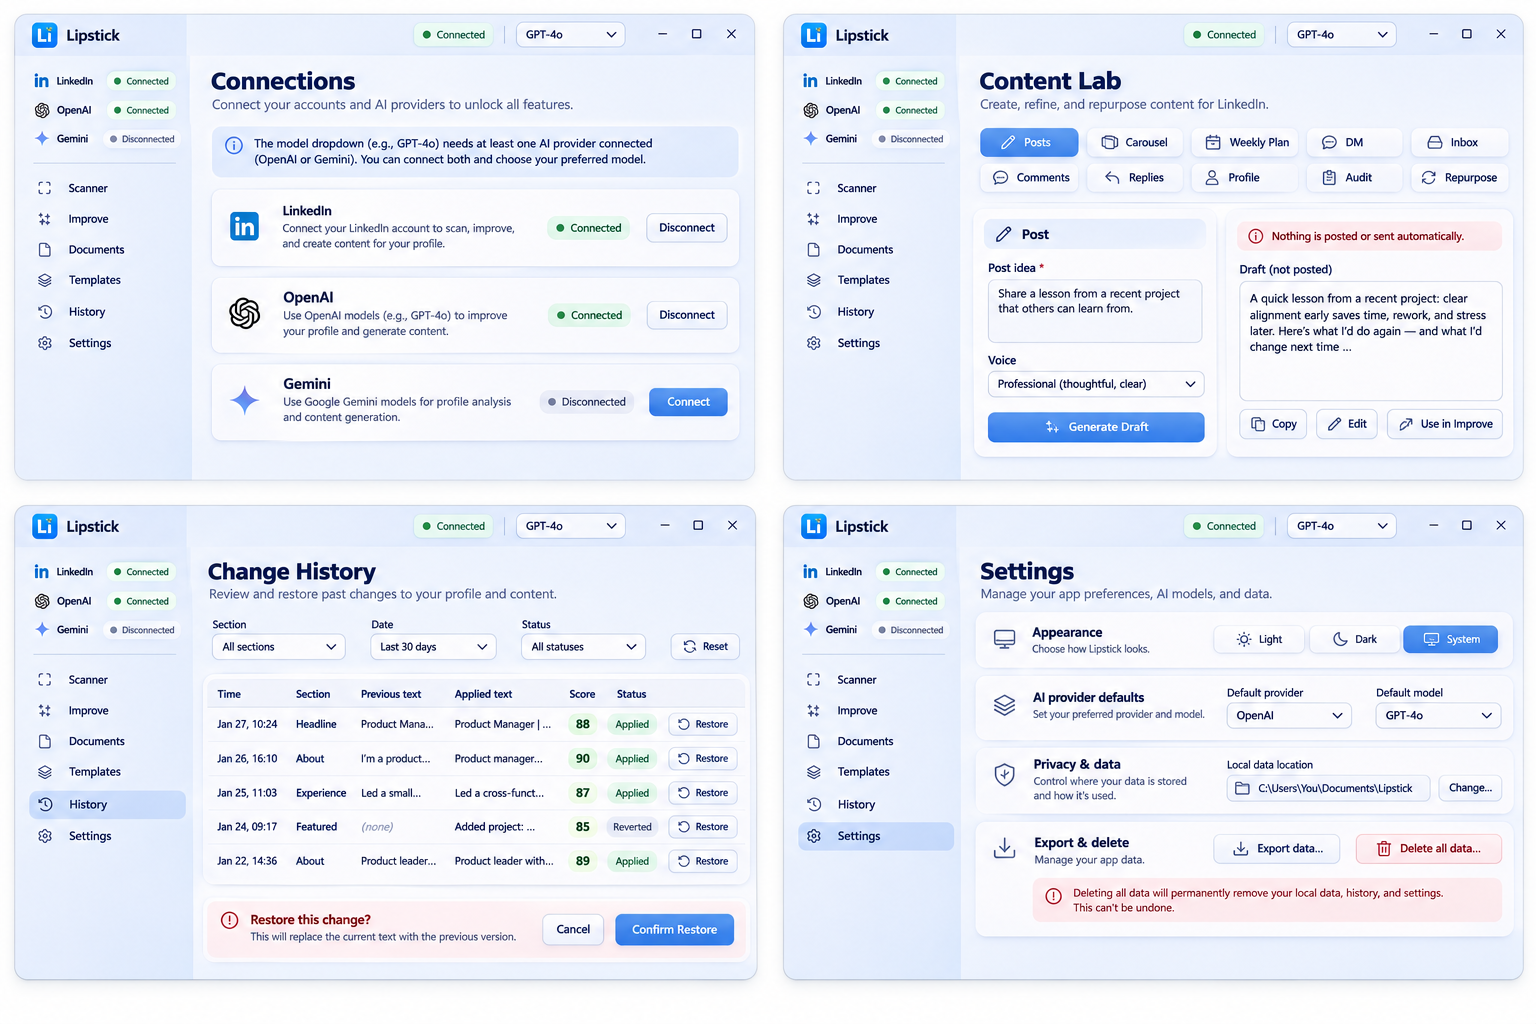 Lipstick
Connected
GPT-4o
LinkedIn Connected
OpenAI Connected
Gemini Disconnected
Scanner
Improve
Documents
Templates
History
Settings
Connections
Connect your accounts and AI providers to unlock all features.
The model dropdown (e.g., GPT-4o) needs at least one AI provider connected
(OpenAI or Gemini). You can connect both and choose your preferred model.
LinkedIn
Connect your LinkedIn account to scan, improve,
and create content for your profile.
Connected
Disconnect
OpenAI
Use OpenAI models (e.g., GPT-4o) to improve
your profile and generate content.
Connected
Disconnect
Gemini
Use Google Gemini models for profile analysis
and content generation.
Disconnected
Connect
Lipstick
Connected
GPT-4o
LinkedIn Connected
OpenAI Connected
Gemini Disconnected
Scanner
Improve
Documents
Templates
History
Settings
Content Lab
Create, refine, and repurpose content for LinkedIn.
Posts Carousel Weekly Plan DM Inbox
Comments Replies Profile Audit Repurpose
Post
Post idea *
Share a lesson from a recent project
that others can learn from.
Voice
Professional (thoughtful, clear)
Generate Draft
Nothing is posted or sent automatically.
Draft (not posted)
A quick lesson from a recent project: clear
alignment early saves time, rework, and stress
later. Here's what I'd do again — and what I'd
change next time ...
Copy Edit Use in Improve
Lipstick
Connected
GPT-4o
LinkedIn Connected
OpenAI Connected
Gemini Disconnected
Scanner
Improve
Documents
Templates
History
Settings
Change History
Review and restore past changes to your profile and content.
Section Date Status
All sections Last 30 days All statuses Reset
Time Section Previous text Applied text Score Status
Jan 27, 10:24 Headline Product Mana... Product Manager | ... 88 Applied Restore
Jan 26, 16:10 About I'm a product... Product manager... 90 Applied Restore
Jan 25, 11:03 Experience Led a small... Led a cross-funct... 87 Applied Restore
Jan 24, 09:17 Featured (none) Added project: ... 85 Reverted Restore
Jan 22, 14:36 About Product leader... Product leader with... 89 Applied Restore
Restore this change?
This will replace the current text with the previous version.
Cancel Confirm Restore
Lipstick
Connected
GPT-4o
LinkedIn Connected
OpenAI Connected
Gemini Disconnected
Scanner
Improve
Documents
Templates
History
Settings
Settings
Manage your app preferences, AI models, and data.
Appearance
Choose how Lipstick looks.
Light Dark System
AI provider defaults
Set your preferred provider and model.
Default provider Default model
OpenAI GPT-4o
Privacy & data
Control where your data is stored
and how it's used.
Local data location
C:\Users\You\Documents\Lipstick Change...
Export & delete
Manage your app data.
Export data... Delete all data...
Deleting all data will permanently remove your local data, history, and settings.
This can't be undone.